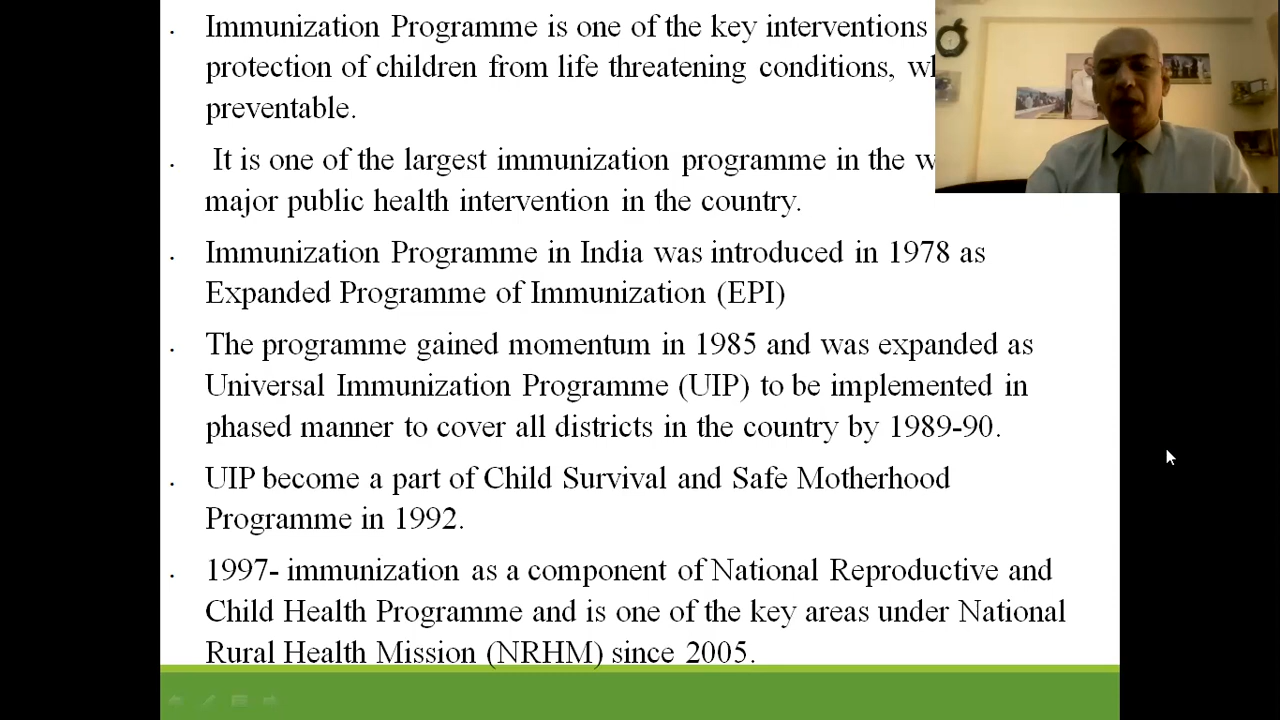 Immunization Programme is one of the key interventions
protection of children from life threatening conditions,
preventable.
It is one of the largest immunization programme in the
major public health intervention in the country.
Immunization Programme in India was introduced in 1978 as
Expanded Programme of Immunization (EPI)
The programme gained momentum in 1985 and was expanded as
Universal Immunization Programme (UIP) to be implemented in
phased manner to cover all districts in the country by 1989-90.
UIP become a part of Child Survival and Safe Motherhood
Programme in 1992.
1997- immunization as a component of National Reproductive and
Child Health Programme and is one of the key areas under National
Rural Health Mission (NRHM) since 2005.